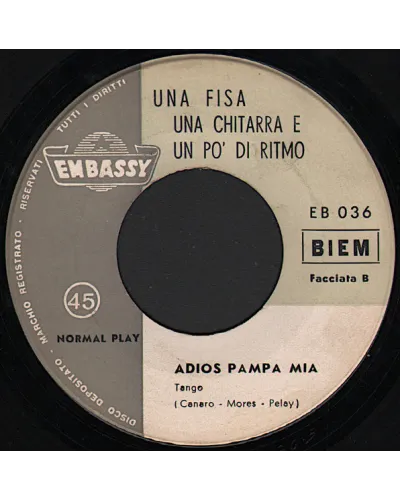 UNA FISA
UNA CHITARRA E
UN PO' DI RITMO
EMBASSY
EB 036
BIEM
Facciata B
45
NORMAL PLAY
ADIOS PAMPA MIA
Tango
(Canaro - Mores - Pelay)
DISCO DEPOSITATO - MARCHIO REGISTRATO - RISERVATI TUTTI I DIRITTI